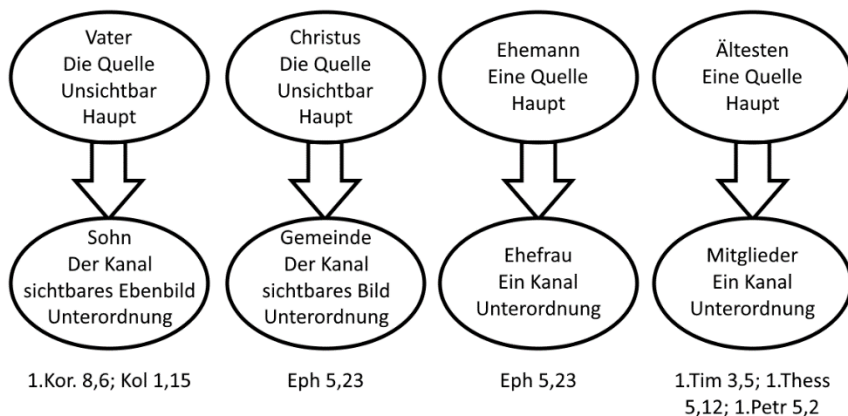 Vater
Die Quelle
Unsichtbar
Haupt
Christus
Die Quelle
Unsichtbar
Haupt
Ehemann
Eine Quelle
Haupt
Ältesten
Eine Quelle
Haupt
Sohn
Der Kanal
sichtbares Ebenbild
Unterordnung
Gemeinde
Der Kanal
sichtbares Bild
Unterordnung
Ehefrau
Ein Kanal
Unterordnung
Mitglieder
Ein Kanal
Unterordnung
1.Kor. 8,6; Kol 1,15
Eph 5,23
Eph 5,23
1.Tim 3,5; 1.Thess
5,12; 1.Petr 5,2